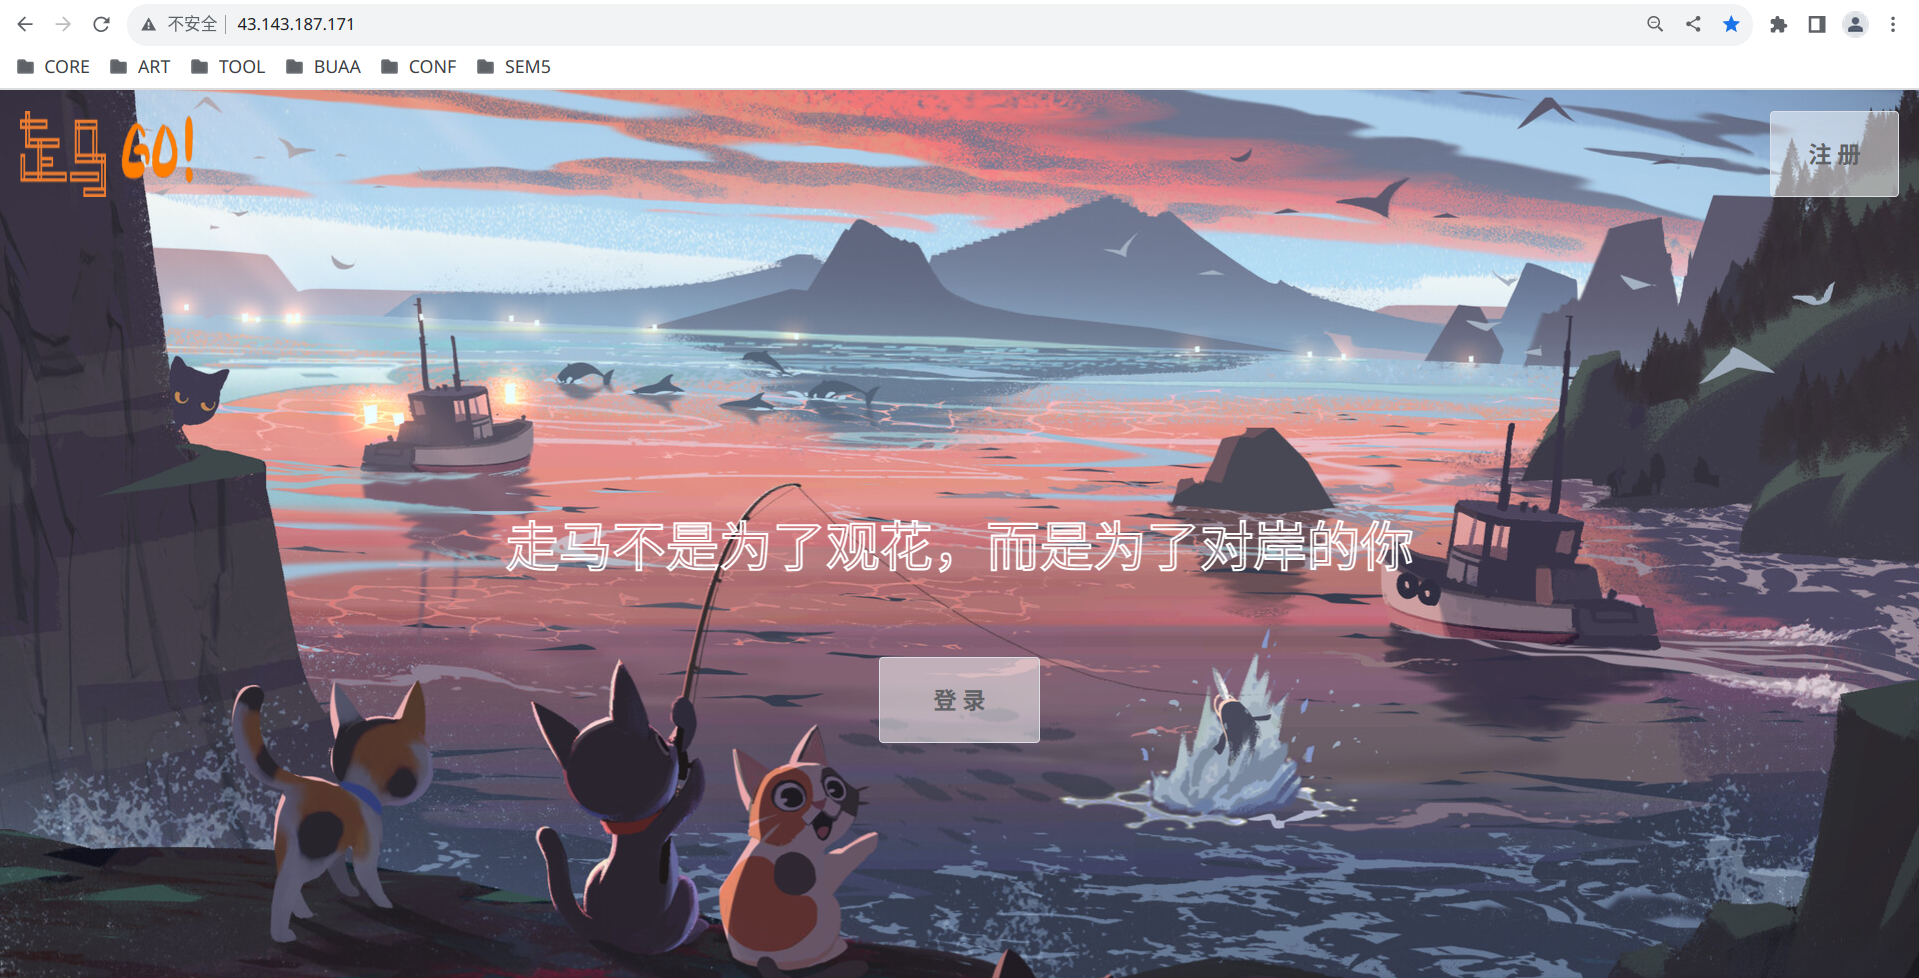 不安全 43.143.187.171
CORE ART TOOL BUAA CONF SEM5
走马 GO!
注 册
走马不是为了观花，而是为了对岸的你
登 录